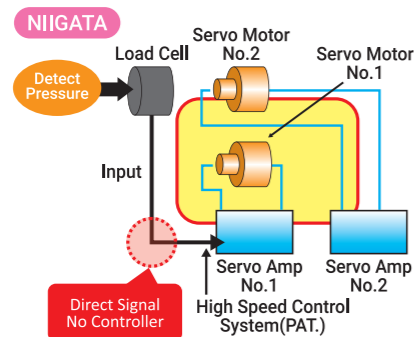 NIIGATA
Load Cell
Servo Motor
No.2
Servo Motor
No.1
Detect
Pressure
Input
Servo Amp
No.1
Servo Amp
No.2
Direct Signal
No Controller
High Speed Control
System(PAT.)